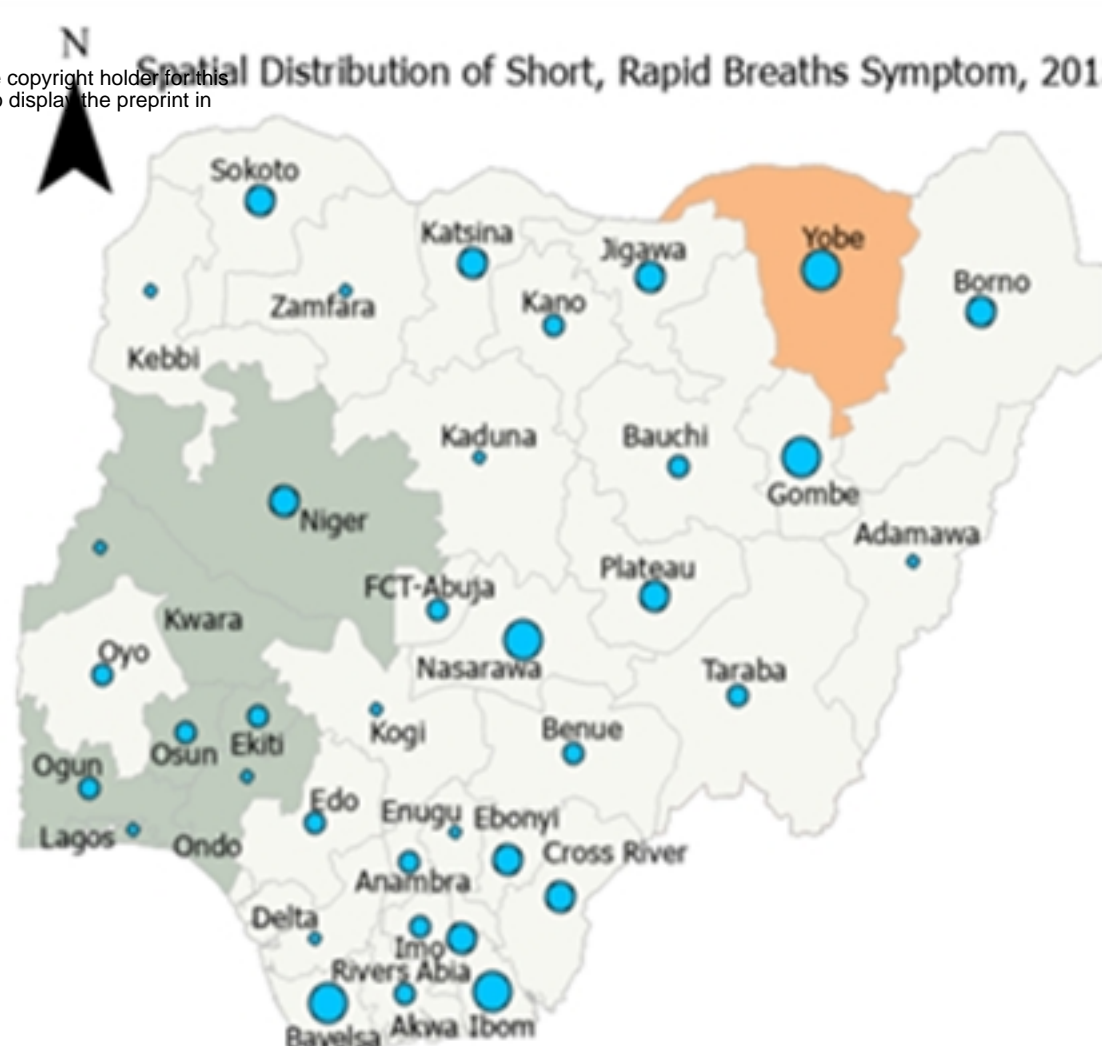 N
copyright holder for this
Spatial Distribution of Short, Rapid Breaths Symptom, 201
display the preprint in
Sokoto
Katsina
Jigawa
Yobe
Borno
Kano
Zamfara
Kebbi
Kaduna
Bauchi
Gombe
Niger
Adamawa
FCT-Abuja
Plateau
Kwara
Oyo
Nasarawa
Taraba
Kogi
Benue
Osun
Ekiti
Ogun
Edo
Enugu
Ebonyi
Lagos
Ondo
Cross River
Anambra
Delta
Imo
Rivers
Abia
Akwa Ibom
Bayelsa